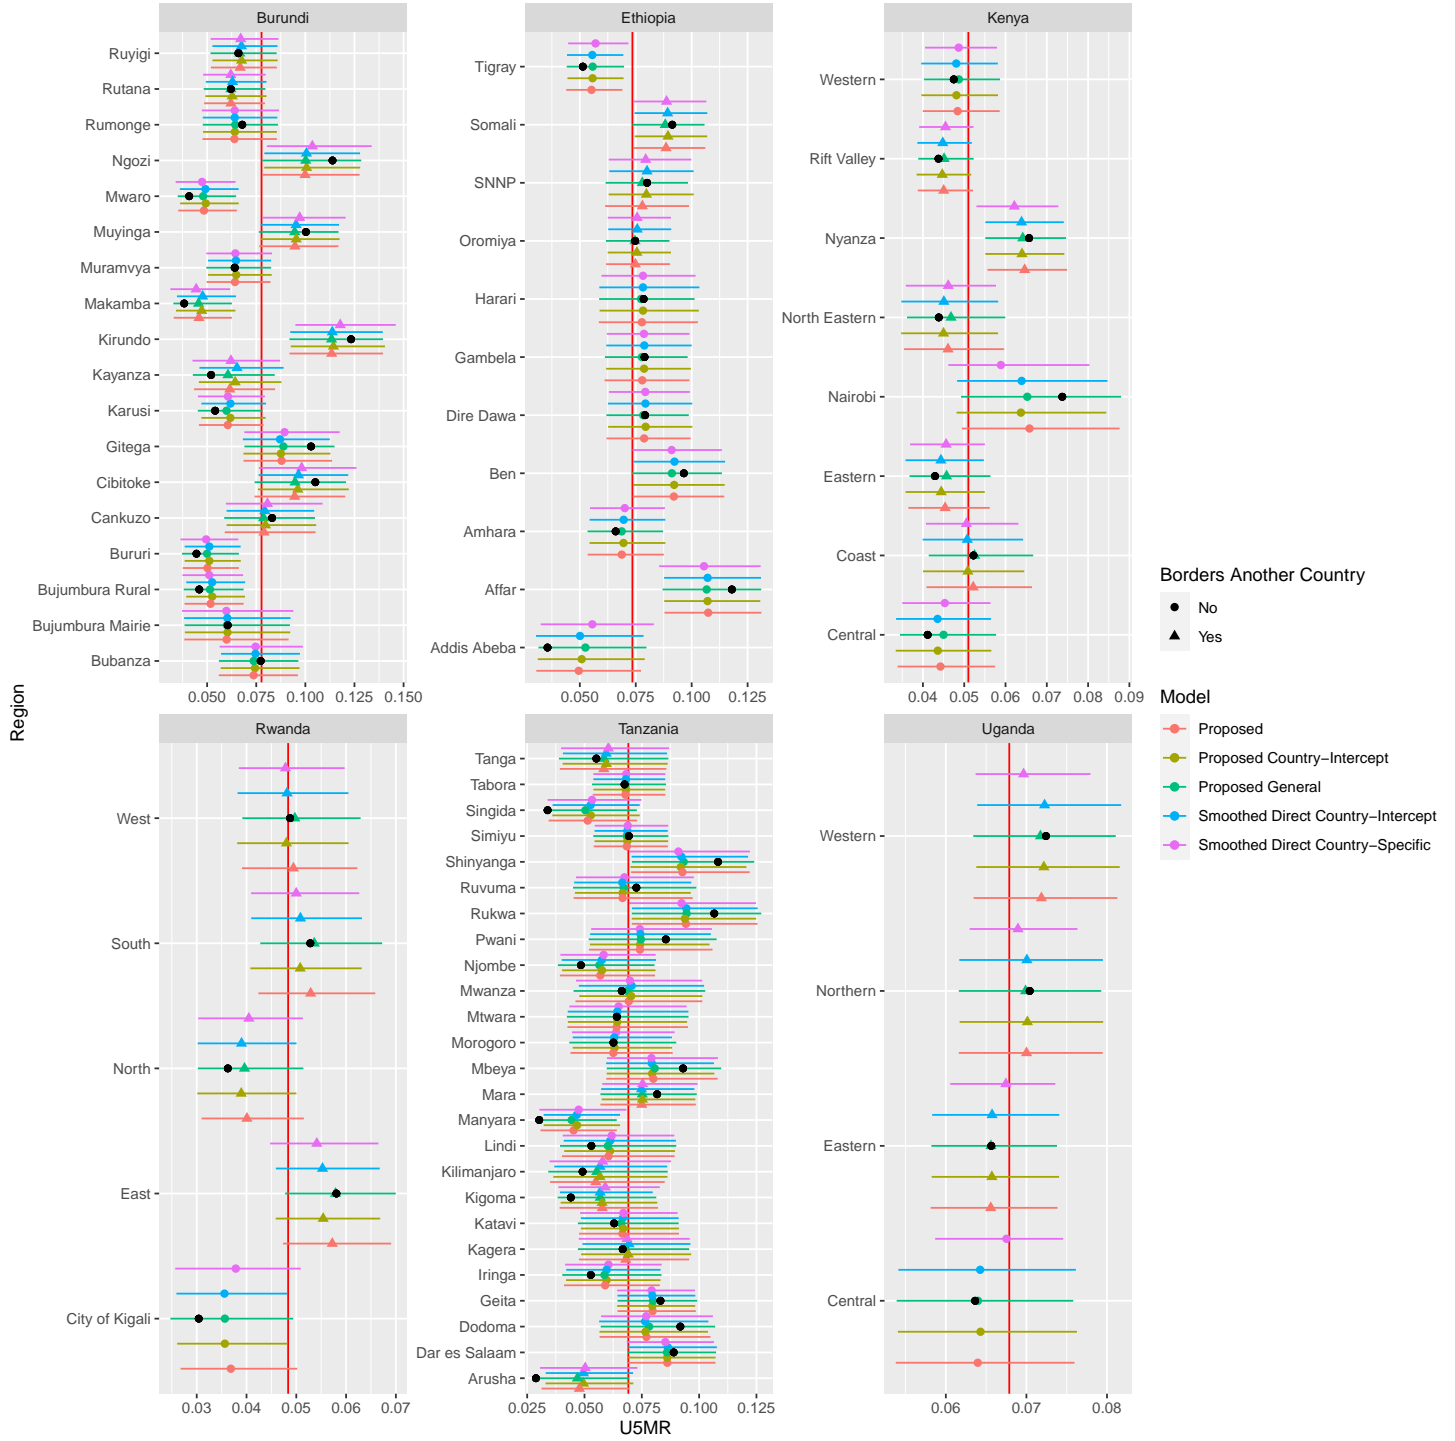 Burundi
Ethiopia
Kenya
Ruyigi
Rutana
Rumonge
Ngozi
Mwaro
Muyinga
Muramvya
Makamba
Kirundo
Kayanza
Karusi
Gitega
Cibitoke
Cankuzo
Bururi
Bujumbura Rural
Bujumbura Mairie
Bubanza
0.050 0.075 0.100 0.125 0.150
Tigray
Somali
SNNP
Oromiya
Harari
Gambela
Dire Dawa
Ben
Amhara
Affar
Addis Abeba
0.050 0.075 0.100 0.125
Western
Rift Valley
Nyanza
North Eastern
Nairobi
Eastern
Coast
Central
0.04 0.05 0.06 0.07 0.08 0.09
Region
Rwanda
Tanzania
Uganda
West
South
North
East
City of Kigali
0.03 0.04 0.05 0.06 0.07
Tanga
Tabora
Singida
Simiyu
Shinyanga
Ruvuma
Rukwa
Pwani
Njombe
Mwanza
Mtwara
Morogoro
Mbeya
Mara
Manyara
Lindi
Kilimanjaro
Kigoma
Katavi
Kagera
Iringa
Geita
Dodoma
Dar es Salaam
Arusha
0.025 0.050 0.075 0.100 0.125
Western
Northern
Eastern
Central
0.06 0.07 0.08
U5MR
Borders Another Country
No
Yes
Model
Proposed
Proposed Country−Intercept
Proposed General
Smoothed Direct Country−Intercept
Smoothed Direct Country−Specific